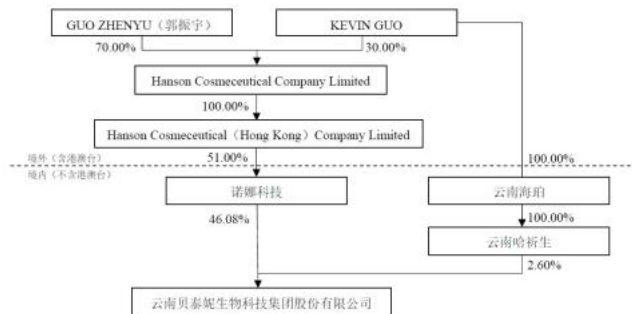 GUO ZHENYU（郭振宇）
KEVIN GUO
70.00%
30.00%
Hanson Cosmeceutical Company Limited
100.00%
Hanson Cosmeceutical（Hong Kong）Company Limited
境外（含港澳台）
51.00%
100.00%
境内（不含港澳台）
诺娜科技
云南海珀
46.08%
100.00%
云南哈祈生
2.60%
云南贝泰妮生物科技集团股份有限公司